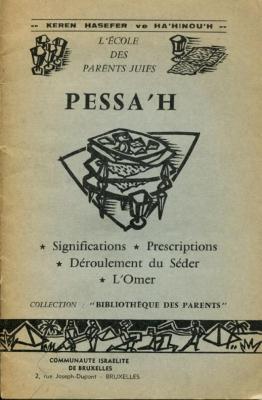 -- KEREN HASEFER ve HA'HINOU'H --
L'ÉCOLE
DES
PARENTS JUIFS
PESSA'H
★ Significations ★ Prescriptions
★ Déroulement du Séder
★ L'Omer
COLLECTION : "BIBLIOTHÈQUE DES PARENTS"
COMMUNAUTE ISRAELITE
DE BRUXELLES
2, rue Joseph-Dupont - BRUXELLES